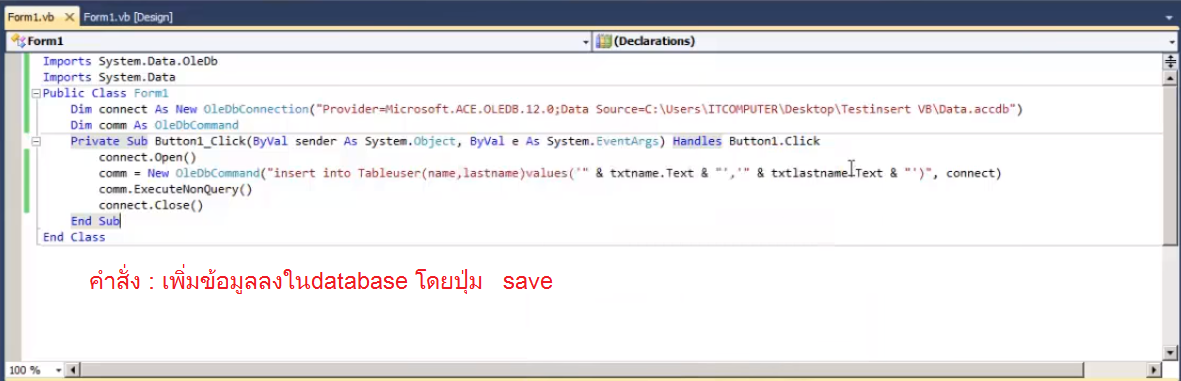 Form1.vb Form1.vb [Design]
Form1 (Declarations)
Imports System.Data.OleDb
Imports System.Data
Public Class Form1
Dim connect As New OleDbConnection("Provider=Microsoft.ACE.OLEDB.12.0;Data Source=C:\Users\ITCOMPUTER\Desktop\Testinsert VB\Data.accdb")
Dim comm As OleDbCommand
Private Sub Button1_Click(ByVal sender As System.Object, ByVal e As System.EventArgs) Handles Button1.Click
connect.Open()
comm = New OleDbCommand("insert into Tableuser(name,lastname)values('" & txtname.Text & "','" & txtlastname.Text & "')", connect)
comm.ExecuteNonQuery()
connect.Close()
End Sub
End Class
คำสั่ง : เพิ่มข้อมูลลงในdatabase โดยปุ่ม save
100 %